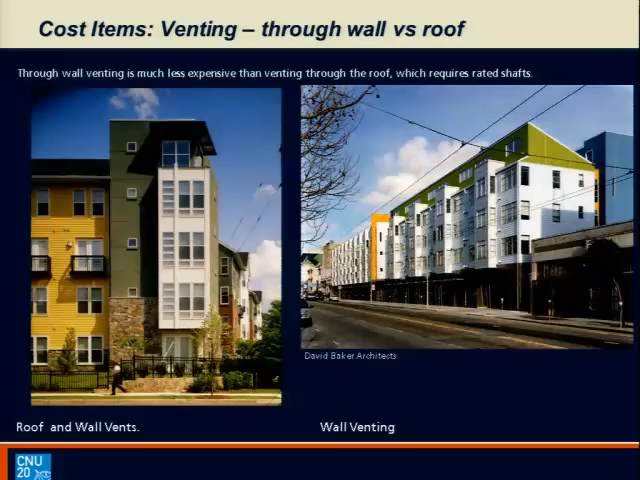 Cost Items: Venting – through wall vs roof
Through wall venting is much less expensive than venting through the roof, which requires rated shafts.
David Baker Architects
Roof and Wall Vents.
Wall Venting
CNU
20